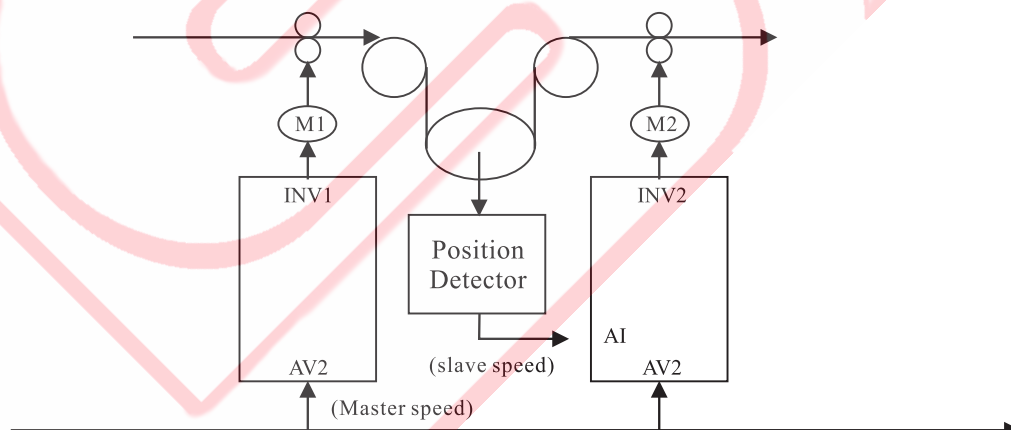 M1
M2
INV1
INV2
Position
Detector
AI
(slave speed)
AV2
AV2
(Master speed)